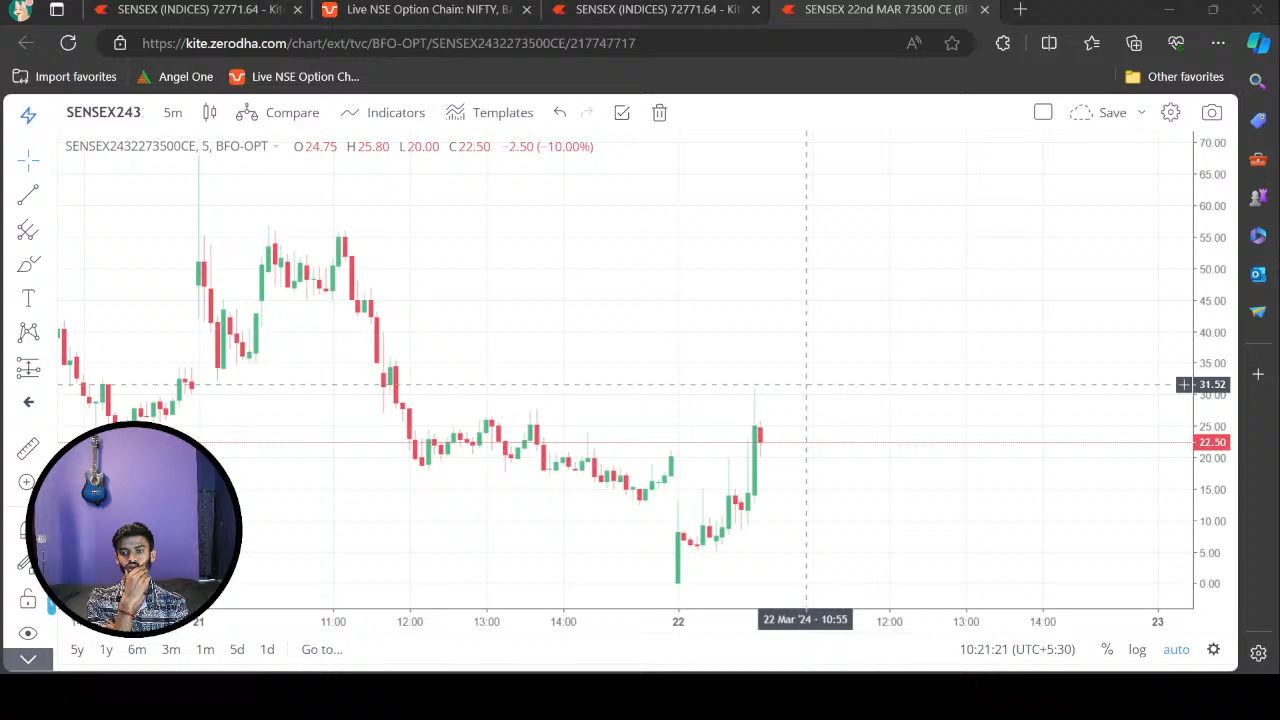 SENSEX (INDICES) 72771.64 - Kit
Live NSE Option Chain: NIFTY, B
SENSEX (INDICES) 72771.64 - Kit
SENSEX 22nd MAR 73500 CE (B
https://kite.zerodha.com/chart/ext/tvc/BFO-OPT/SENSEX2432273500CE/217747717
Import favorites
Angel One
Live NSE Option Ch...
Other favorites
SENSEX243
5m
Compare
Indicators
Templates
Save
SENSEX2432273500CE, 5, BFO-OPT O24.75 H25.80 L20.00 C22.50 −2.50 (−10.00%)
70.00
65.00
60.00
55.00
50.00
45.00
40.00
35.00
31.52
30.00
25.00
22.50
20.00
15.00
10.00
5.00
0.00
21 11:00 12:00 13:00 14:00 22 22 Mar '24 · 10:55 12:00 13:00 14:00 23
5y 1y 6m 3m 1m 5d 1d Go to... 10:21:21 (UTC+5:30) % log auto